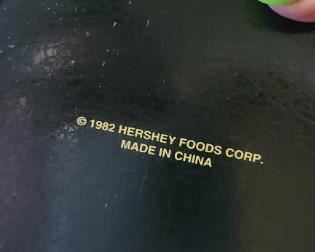 © 1982 HERSHEY FOODS CORP.
MADE IN CHINA